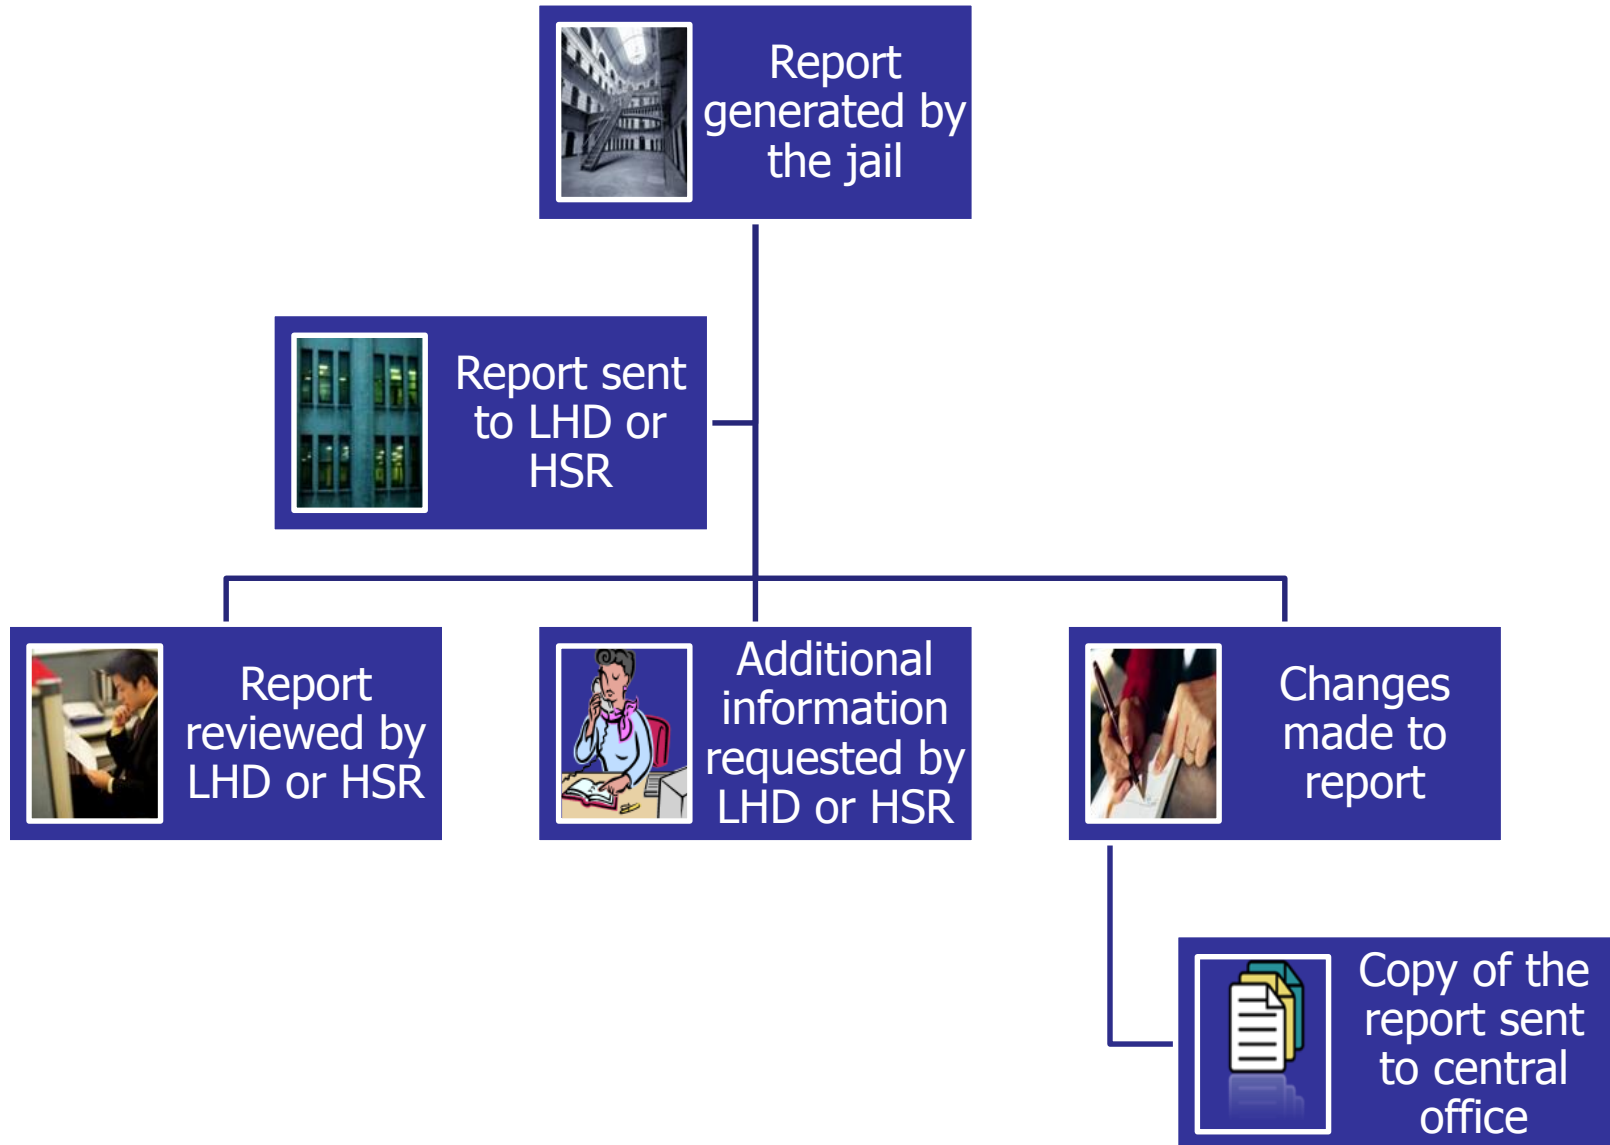 Report
generated by
the jail
Report sent
to LHD or
HSR
Report
reviewed by
LHD or HSR
Additional
information
requested by
LHD or HSR
Changes
made to
report
Copy of the
report sent
to central
office